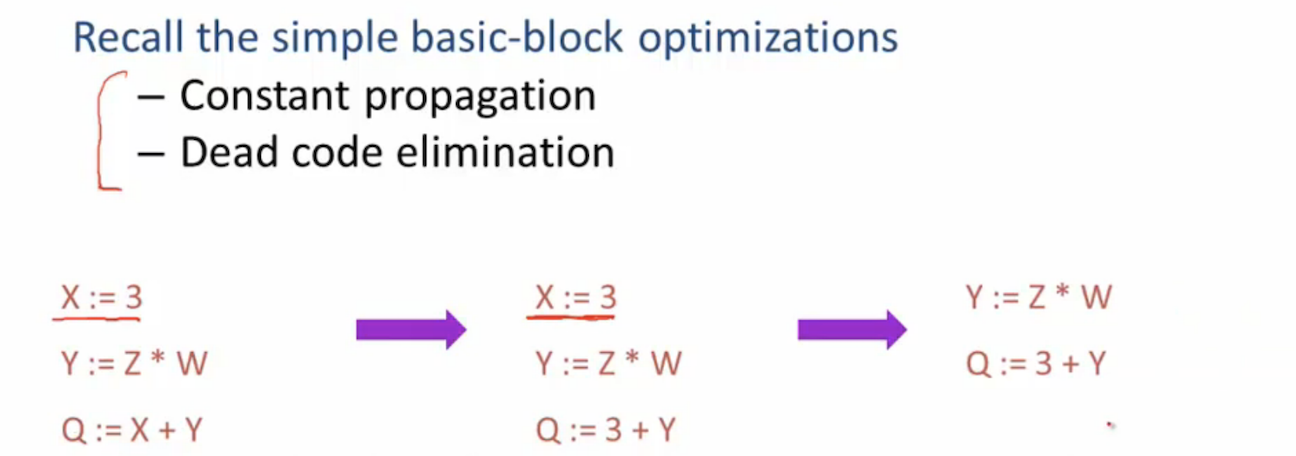 Recall the simple basic-block optimizations
– Constant propagation
– Dead code elimination
X := 3
Y := Z * W
Q := X + Y
X := 3
Y := Z * W
Q := 3 + Y
Y := Z * W
Q := 3 + Y